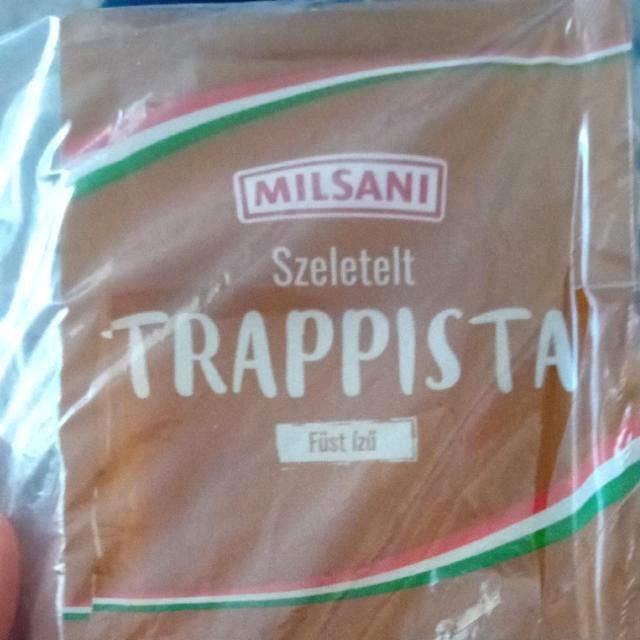 MILSANI
Szeletelt
TRAPPISTA
Füst ízű